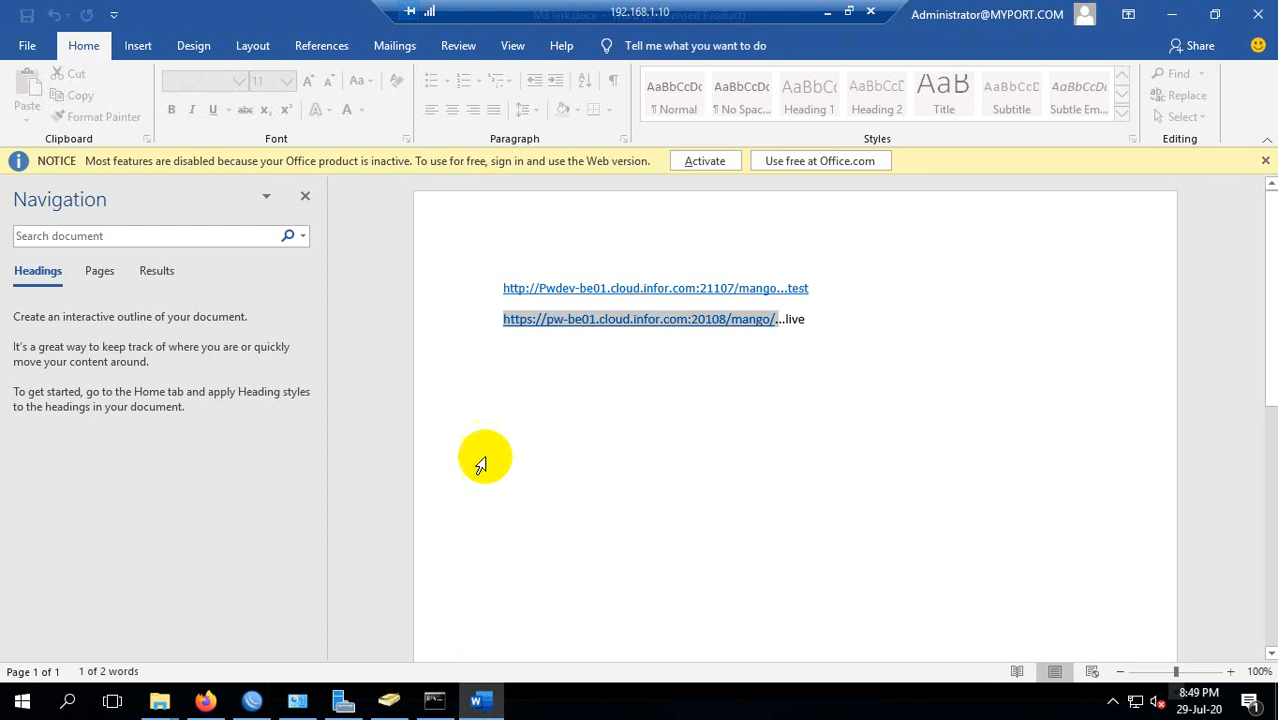 192.168.1.10
Administrator@MYPORT.COM
File Home Insert Design Layout References Mailings Review View Help Tell me what you want to do Share
Paste
Cut
Copy
Format Painter
Clipboard
11
Aa
B I U abc x₂ x² A A
Font
Paragraph
AaBbCcDc AaBbCcDc AaBbCc AaBbCcD AaB AaBbCcD AaBbCcDc
¶ Normal ¶ No Spac... Heading 1 Heading 2 Title Subtitle Subtle Em...
Styles
Find
Replace
Select
Editing
NOTICE Most features are disabled because your Office product is inactive. To use for free, sign in and use the Web version. Activate Use free at Office.com
Navigation
Search document
Headings Pages Results
Create an interactive outline of your document.
It's a great way to keep track of where you are or quickly
move your content around.
To get started, go to the Home tab and apply Heading styles
to the headings in your document.
http://Pwdev-be01.cloud.infor.com:21107/mango...test
https://pw-be01.cloud.infor.com:20108/mango/...live
Page 1 of 1 1 of 2 words
100%
8:49 PM
29-Jul-20
1